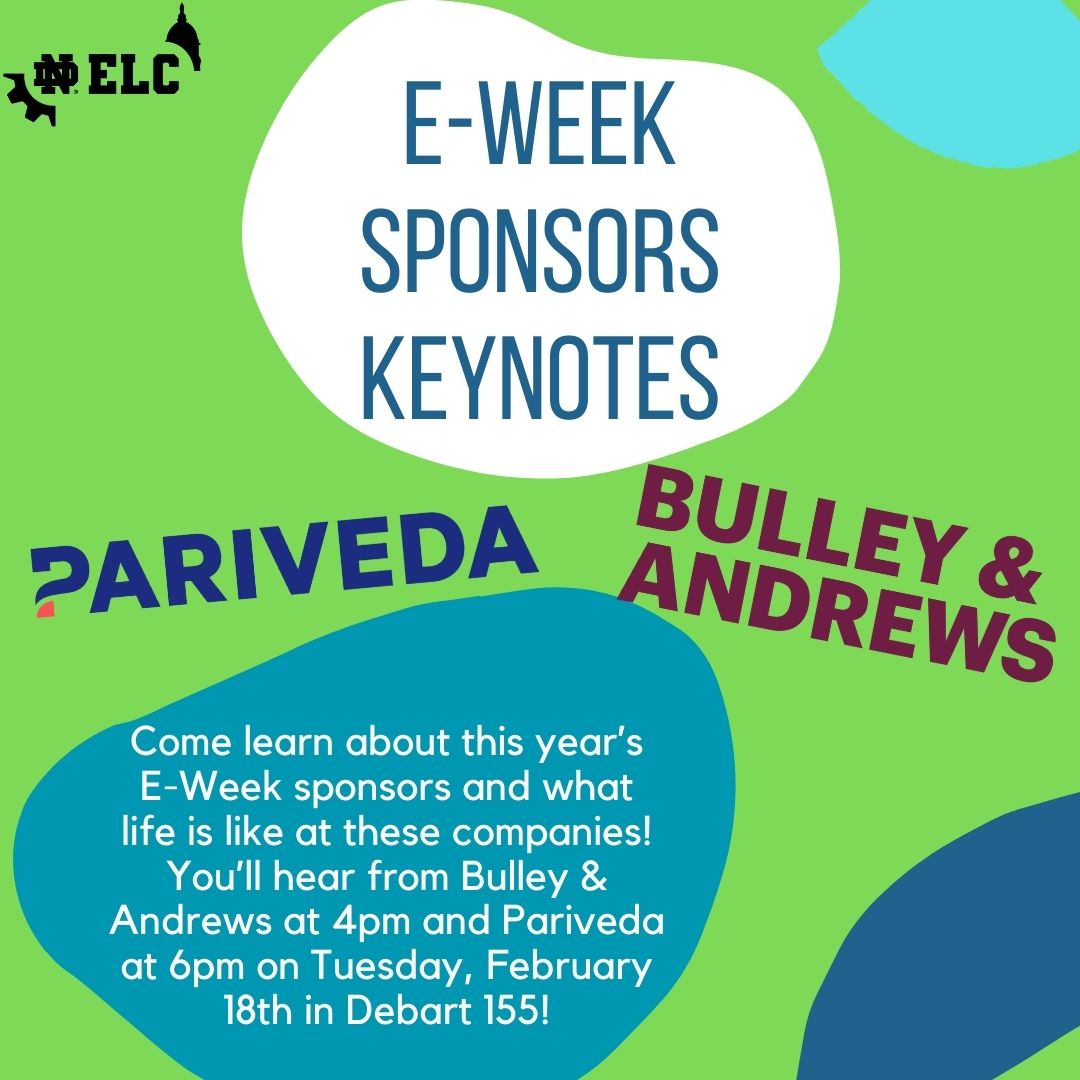 ND ELC
E-WEEK
SPONSORS
KEYNOTES
PARIVEDA
BULLEY &
ANDREWS
Come learn about this year's
E-Week sponsors and what
life is like at these companies!
You'll hear from Bulley &
Andrews at 4pm and Pariveda
at 6pm on Tuesday, February
18th in Debart 155!